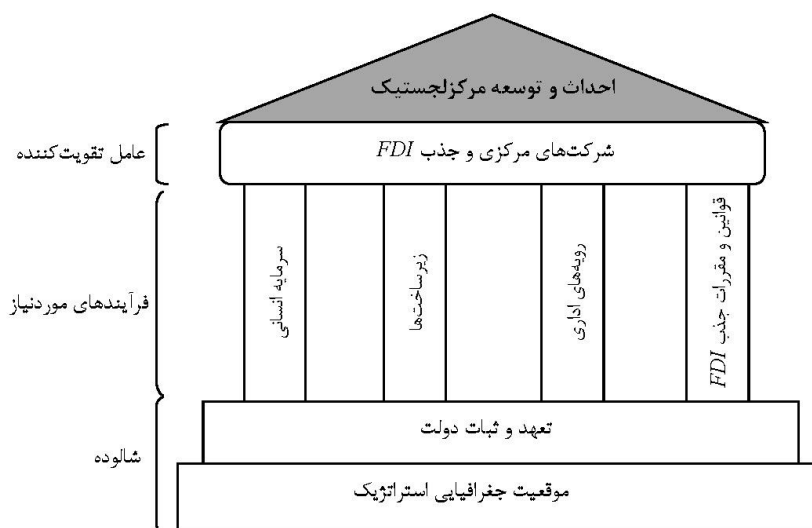 احداث و توسعه مرکزلجستیک
شرکت‌های مرکزی و جذب FDI
عامل تقویت‌کننده
قوانین و مقررات جذب FDI
رویه‌های اداری
زیرساخت‌ها
سرمایه انسانی
فرآیندهای موردنیاز
تعهد و ثبات دولت
شالوده
موقعیت جغرافیایی استراتژیک